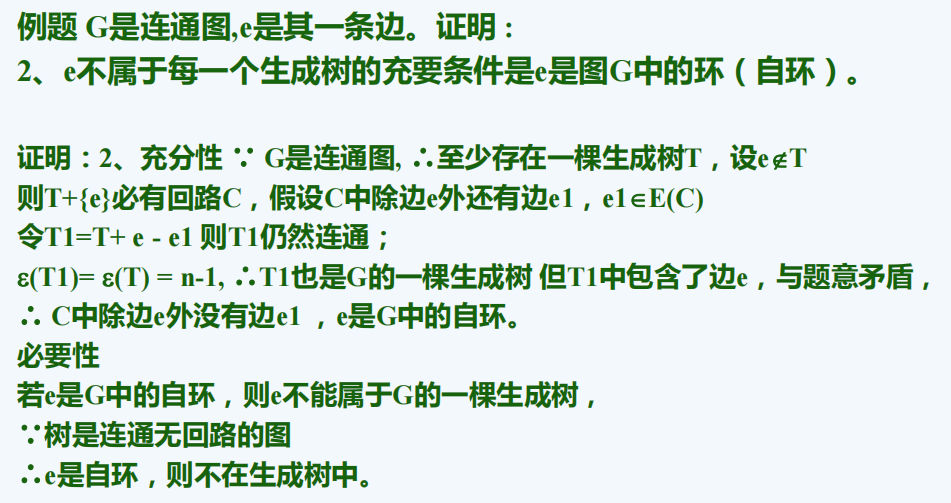 例题 G是连通图,e是其一条边。证明：
2、e不属于每一个生成树的充要条件是e是图G中的环（自环）。
证明：2、充分性 ∵ G是连通图, ∴至少存在一棵生成树T，设e∉T
则T+{e}必有回路C，假设C中除边e外还有边e1，e1∈E(C)
令T1=T+ e - e1 则T1仍然连通；
ε(T1)= ε(T) = n-1, ∴T1也是G的一棵生成树 但T1中包含了边e，与题意矛盾，
∴ C中除边e外没有边e1 ，e是G中的自环。
必要性
若e是G中的自环，则e不能属于G的一棵生成树，
∵树是连通无回路的图
∴e是自环，则不在生成树中。